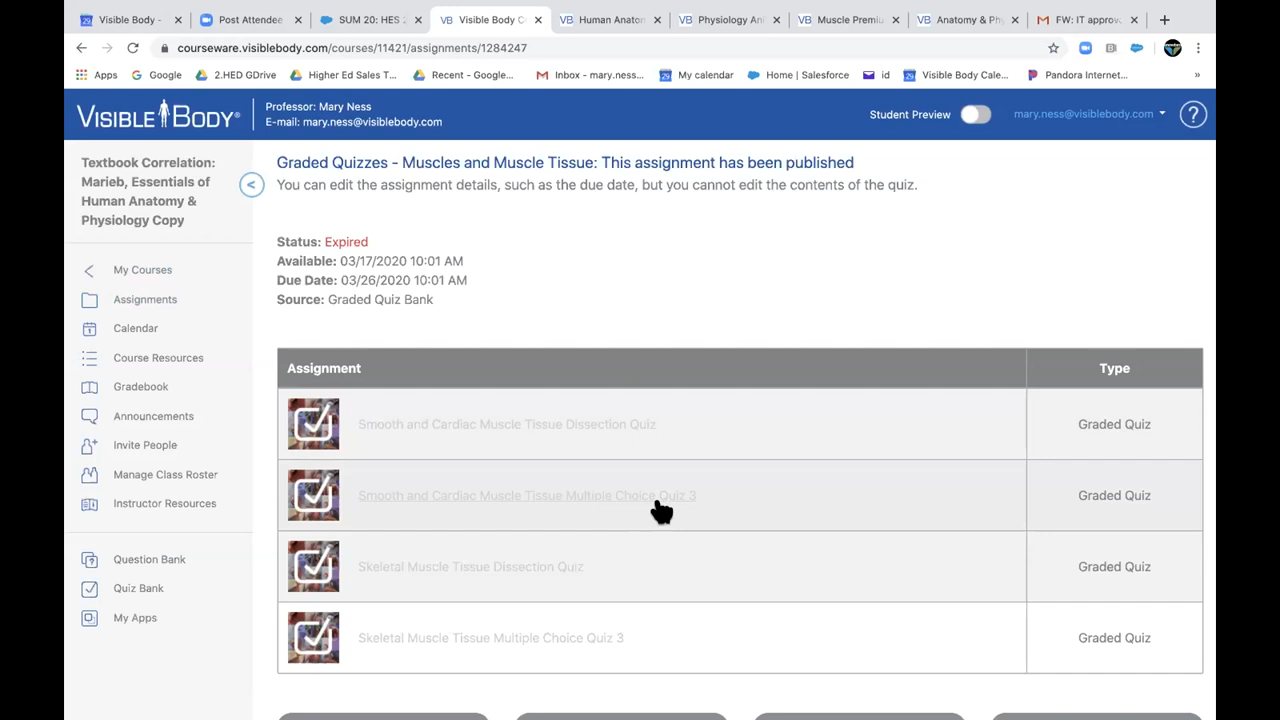 Visible Body -
Post Attendee
SUM 20: HES 2
Visible Body C
Human Anaton
Physiology An
Muscle Premiu
Anatomy & Phy
FW: IT approv
courseware.visiblebody.com/courses/11421/assignments/1284247
Apps
Google
2.HED GDrive
Higher Ed Sales T...
Recent - Google...
Inbox - mary.ness...
My calendar
Home | Salesforce
id
Visible Body Cale...
Pandora Internet...
»
VISIBLE BODY®
Professor: Mary Ness
E-mail: mary.ness@visiblebody.com
Student Preview
mary.ness@visiblebody.com
?
Textbook Correlation:
Marieb, Essentials of
Human Anatomy &
Physiology Copy
<
My Courses
Assignments
Calendar
Course Resources
Gradebook
Announcements
Invite People
Manage Class Roster
Instructor Resources
Question Bank
Quiz Bank
My Apps
Graded Quizzes - Muscles and Muscle Tissue: This assignment has been published
You can edit the assignment details, such as the due date, but you cannot edit the contents of the quiz.
Status: Expired
Available: 03/17/2020 10:01 AM
Due Date: 03/26/2020 10:01 AM
Source: Graded Quiz Bank
Assignment Type
Smooth and Cardiac Muscle Tissue Dissection Quiz Graded Quiz
Smooth and Cardiac Muscle Tissue Multiple Choice Quiz 3 Graded Quiz
Skeletal Muscle Tissue Dissection Quiz Graded Quiz
Skeletal Muscle Tissue Multiple Choice Quiz 3 Graded Quiz